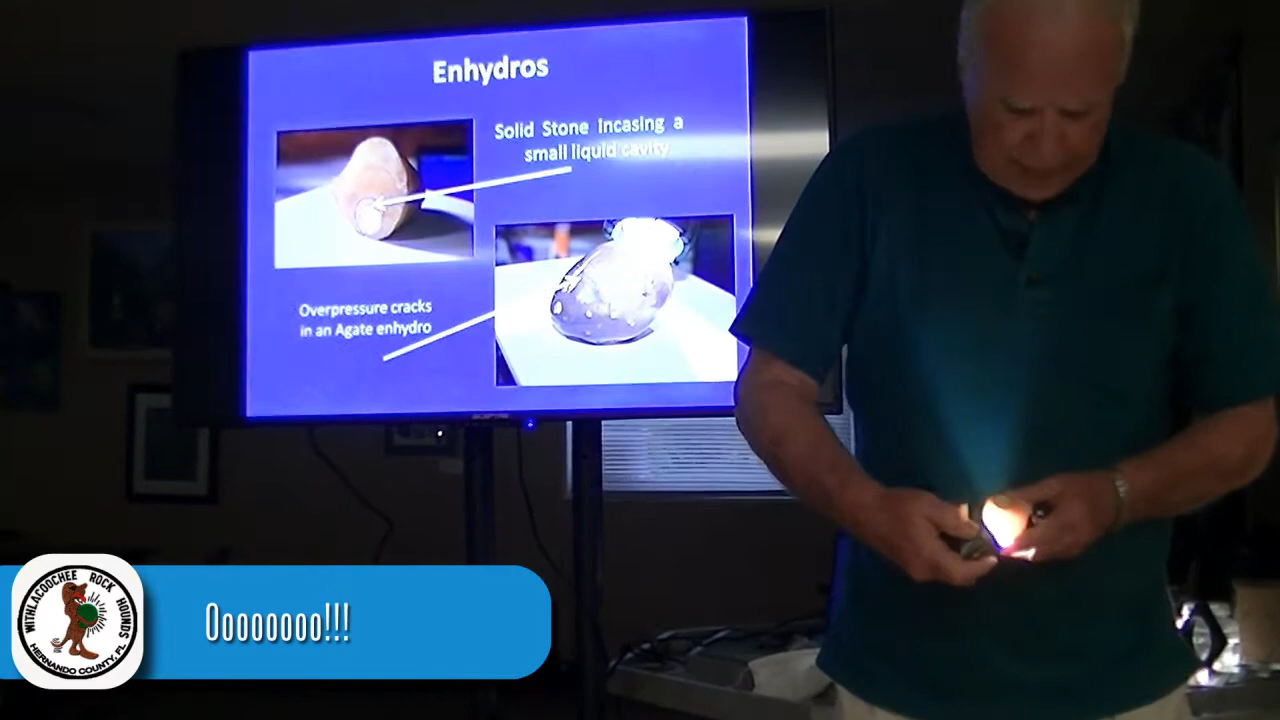 Enhydros
Solid Stone Incasing a
small liquid cavity
Overpressure cracks
in an Agate enhydro
WITHLACOOCHEE ROCK HOUNDS
HERNANDO COUNTY, FL
Oooooooo!!!